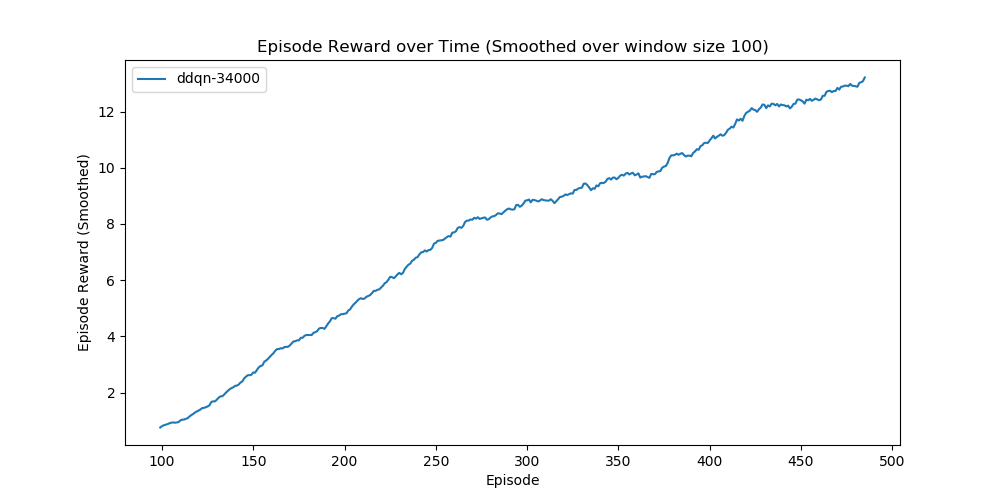 Episode Reward over Time (Smoothed over window size 100)
ddqn-34000
Episode Reward (Smoothed)
12
10
8
6
4
2
100 150 200 250 300 350 400 450 500
Episode